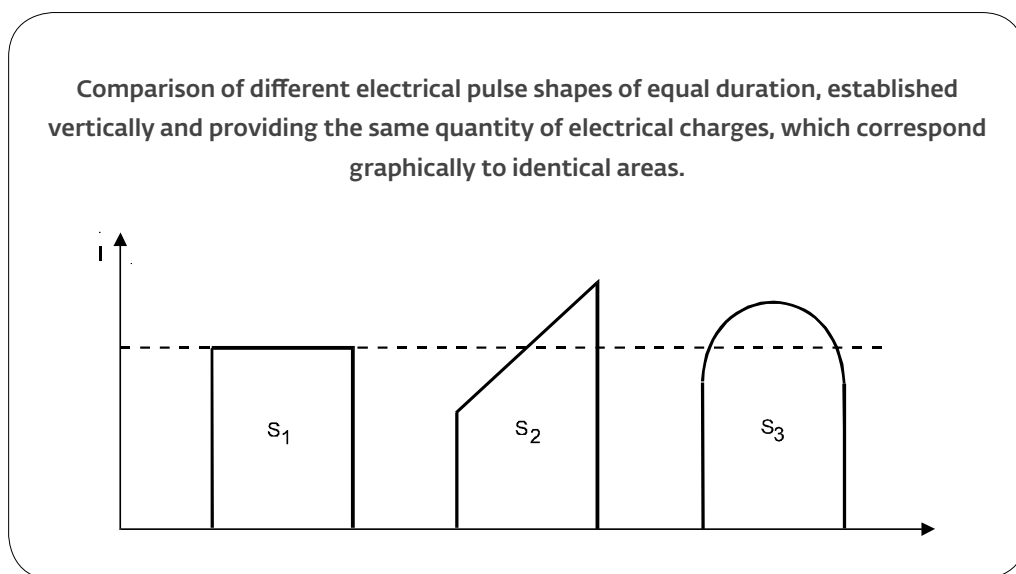 Comparison of different electrical pulse shapes of equal duration, established
vertically and providing the same quantity of electrical charges, which correspond
graphically to identical areas.
I
S1
S2
S3